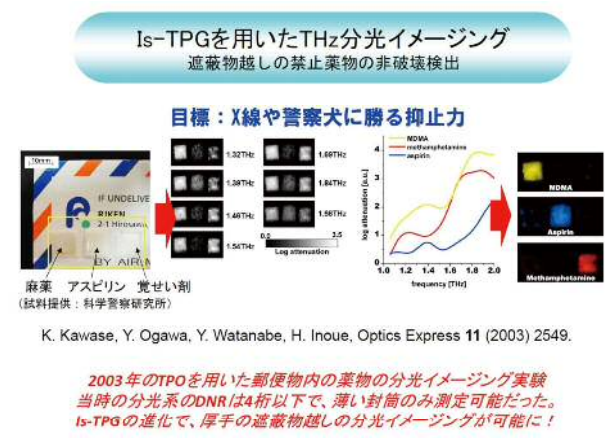 Is-TPGを用いたTHz分光イメージング
遮蔽物越しの禁止薬物の非破壊検出
目標：X線や警察犬に勝る抑止力
10mm
IF UNDELIVE
RIKEN
2-1 Hirosawa
BY AIR M
麻薬 アスピリン 覚せい剤
(試料提供：科学警察研究所)
1.32THz
1.39THz
1.46THz
1.54THz
1.69THz
1.84THz
0.0 2.5
Log attenuation
MDMA
methamphetamine
aspirin
log attenuation [a.u.]
4
3
2
1
0
1.0 1.2 1.4 1.6 1.8 2.0
frequency [THz]
MDMA
Aspirin
Methamphetamine
K. Kawase, Y. Ogawa, Y. Watanabe, H. Inoue, Optics Express 11 (2003) 2549.
2003年のTPOを用いた郵便物内の薬物の分光イメージング実験
当時の分光系のDNRは4桁以下で、薄い封筒のみ測定可能だった。
Is-TPGの進化で、厚手の遮蔽物越しの分光イメージングが可能に！